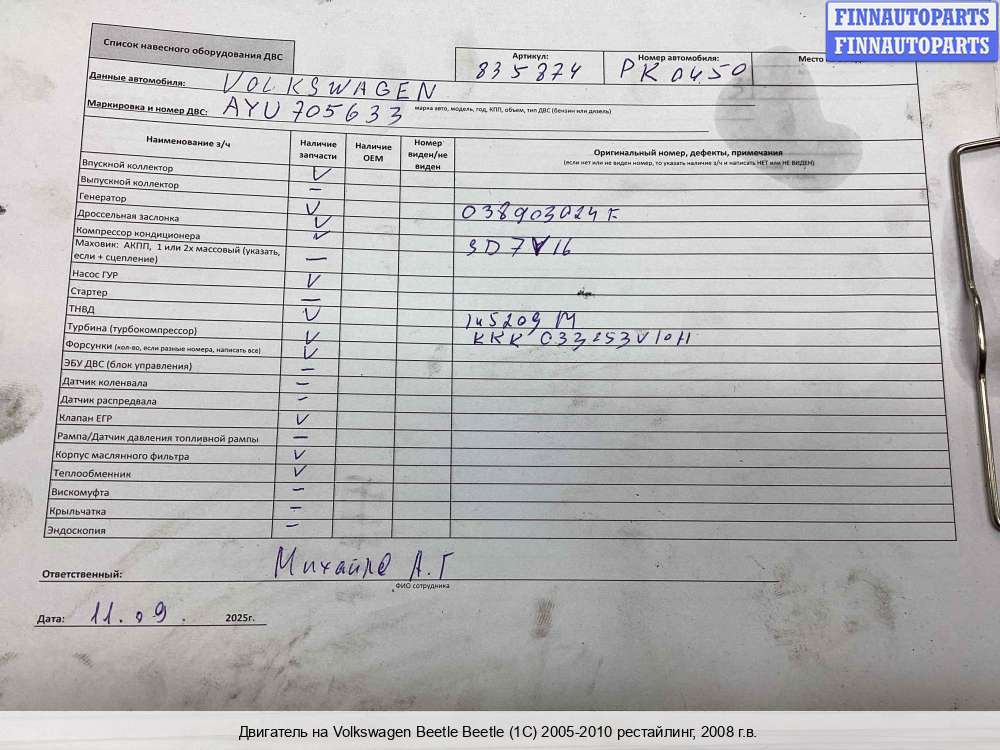 FINNAUTOPARTS
FINNAUTOPARTS
Список навесного оборудования ДВС
Артикул: 835874 Номер автомобиля: PK0450 Место
Данные автомобиля: VOLKSWAGEN
марка авто, модель, год, КПП, объем, тип ДВС (бензин или дизель)
Маркировка и номер ДВС: AYU 705633
Наименование з/ч Наличие запчасти Наличие ОЕМ Номер виден/не виден Оригинальный номер, дефекты, примечания
(если нет или не виден номер, то указать наличие з/ч и написать НЕТ или НЕ ВИДЕН)
Впускной коллектор V
Выпускной коллектор –
Генератор V 038903024F
Дроссельная заслонка V
Компрессор кондиционера V SD7V16
Маховик: АКПП, 1 или 2х массовый (указать,
если + сцепление) –
Насос ГУР V
Стартер –
ТНВД V 145209 M
Турбина (турбокомпрессор) V KKK
Форсунки (кол-во, если разные номера, написать все) V
ЭБУ ДВС (блок управления) –
Датчик коленвала –
Датчик распредвала –
Клапан ЕГР V
Рампа/Датчик давления топливной рампы –
Корпус маслянного фильтра V
Теплообменник V
Вискомуфта –
Крыльчатка –
Эндоскопия –
Ответственный: А.Г
ФИО сотрудника
Дата: 11.09. 2025г.
Двигатель на Volkswagen Beetle Beetle (1C) 2005-2010 рестайлинг, 2008 г.в.